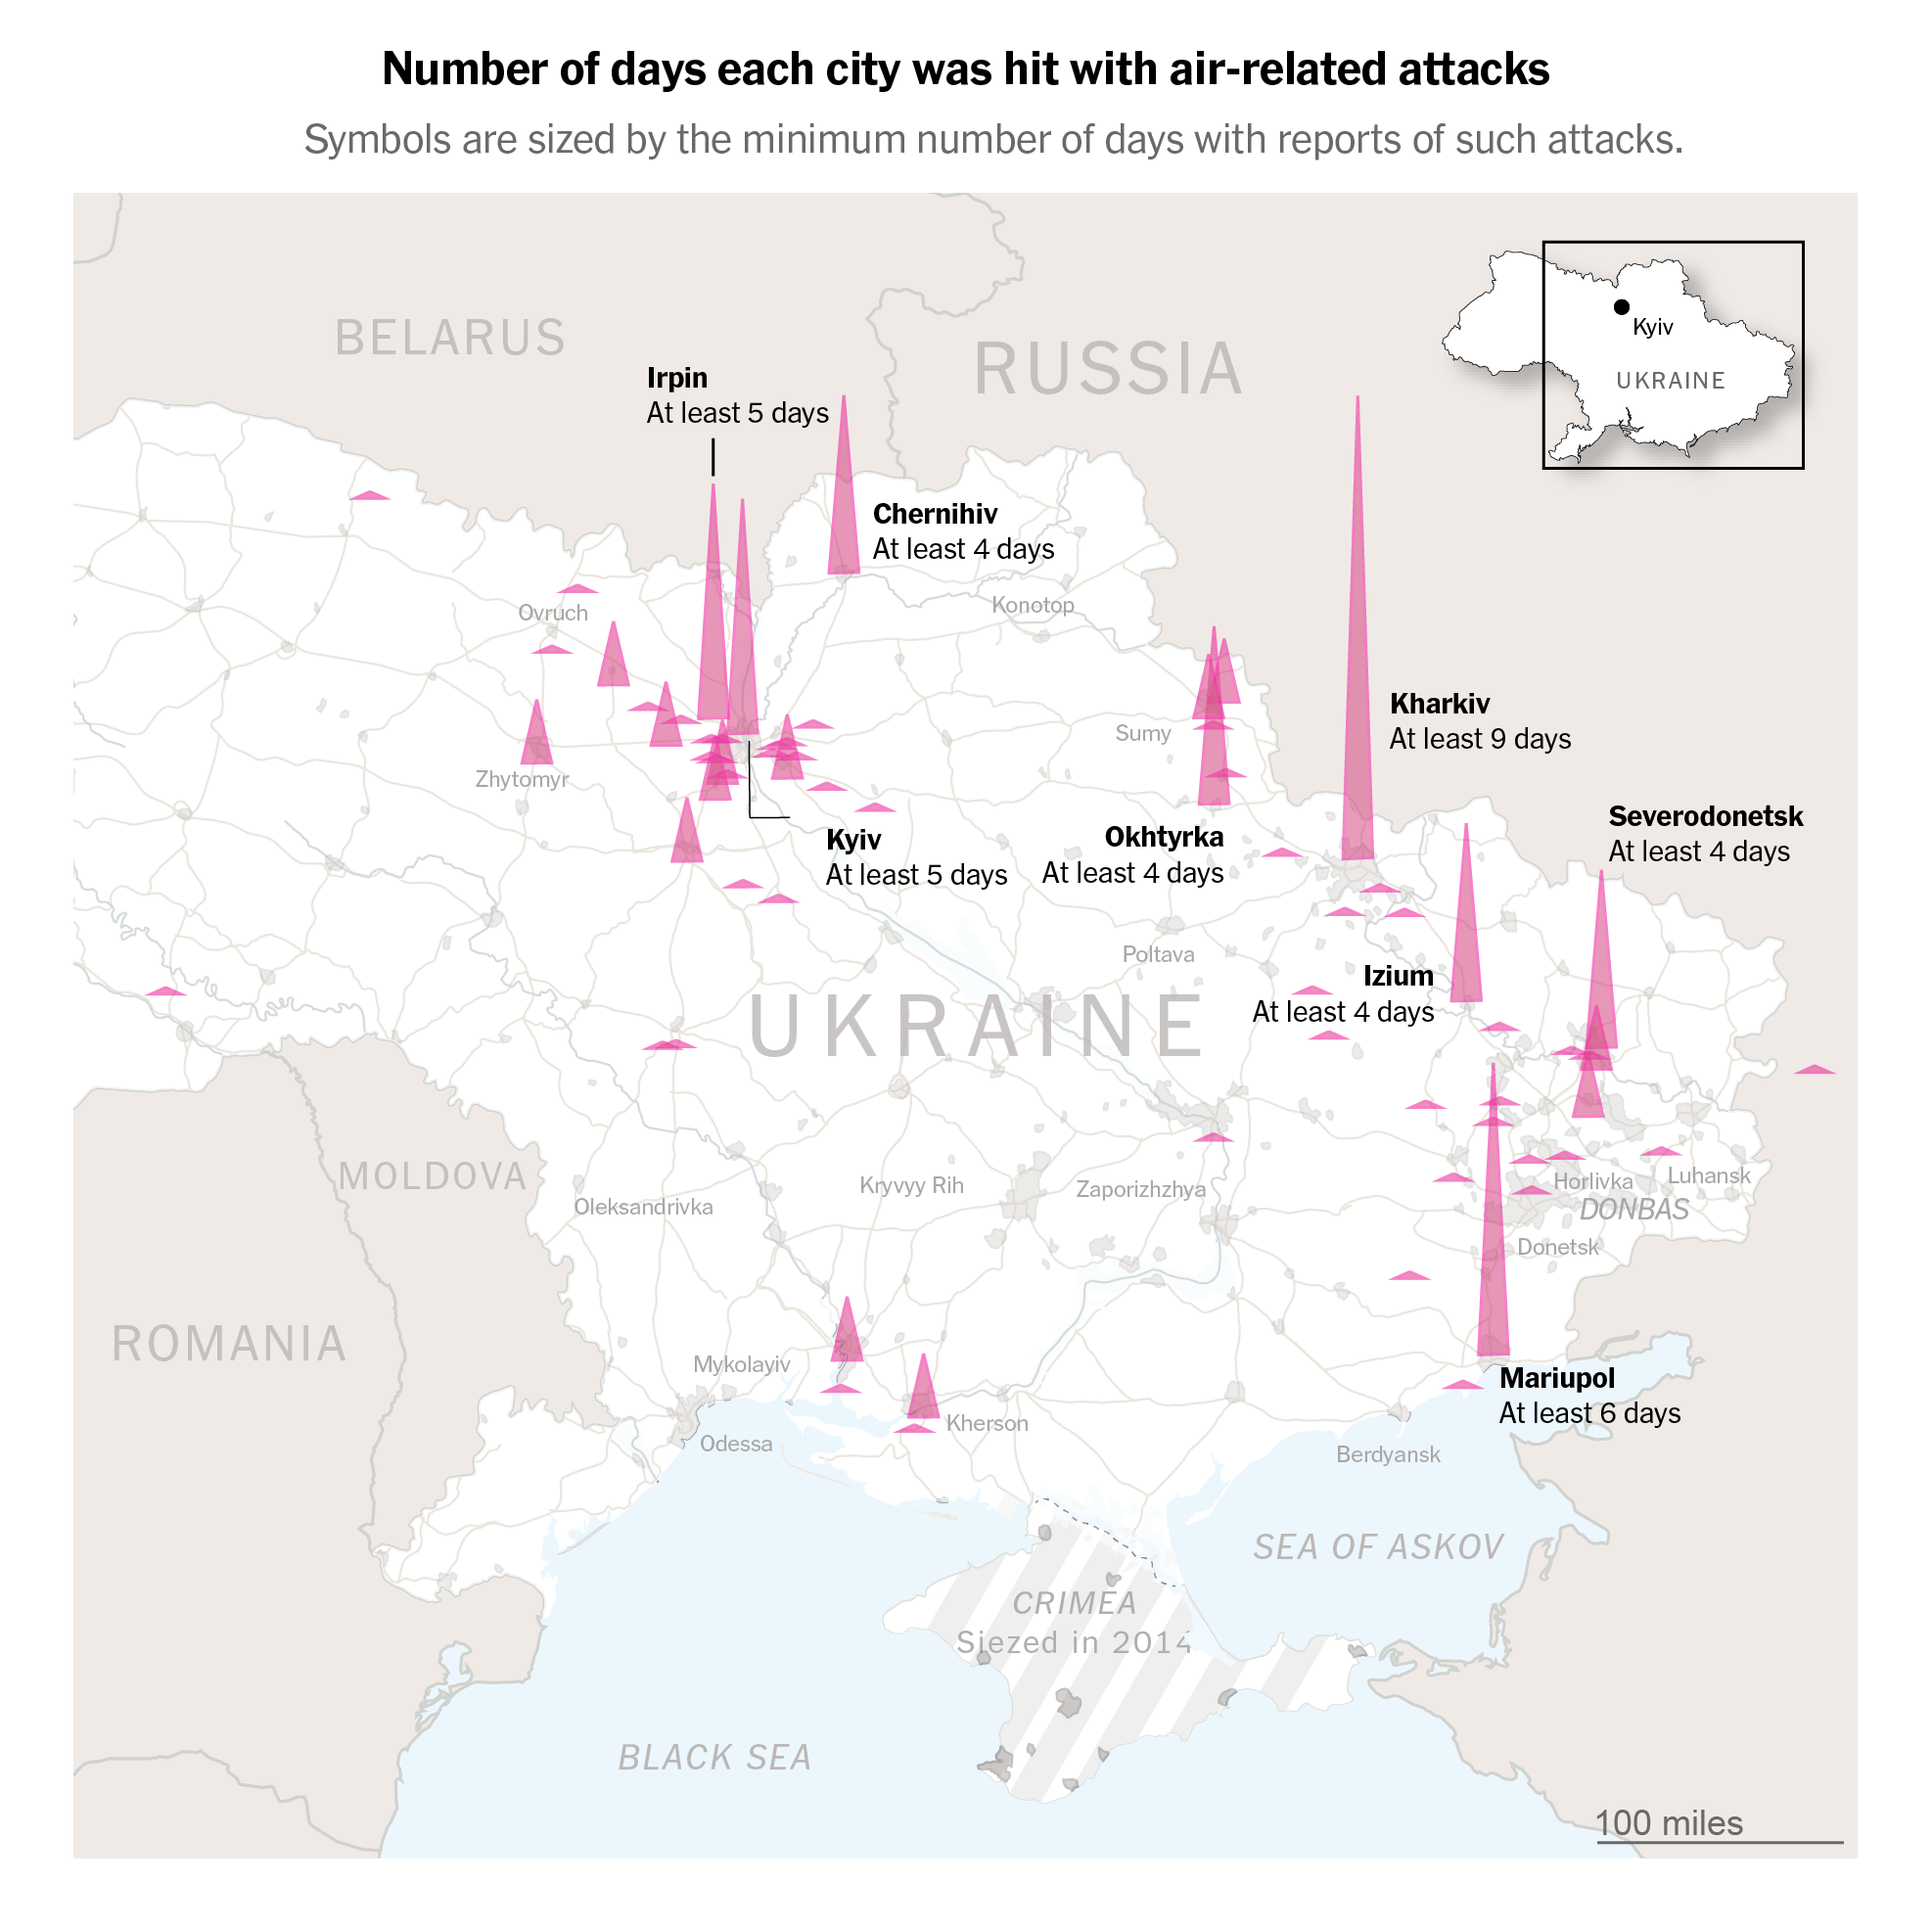 Number of days each city was hit with air-related attacks
Symbols are sized by the minimum number of days with reports of such attacks.
BELARUS
RUSSIA
Kyiv
UKRAINE
Irpin
At least 5 days
Chernihiv
At least 4 days
Ovruch
Konotop
Kharkiv
At least 9 days
Sumy
Zhytomyr
Severodonetsk
At least 4 days
Kyiv
At least 5 days
Okhtyrka
At least 4 days
Poltava
Izium
At least 4 days
UKRAINE
MOLDOVA
Oleksandrivka
Kryvyy Rih
Zaporizhzhya
Horlivka
Luhansk
DONBAS
Donetsk
ROMANIA
Mykolayiv
Mariupol
At least 6 days
Kherson
Odessa
Berdyansk
SEA OF ASKOV
CRIMEA
Siezed in 2014
BLACK SEA
100 miles